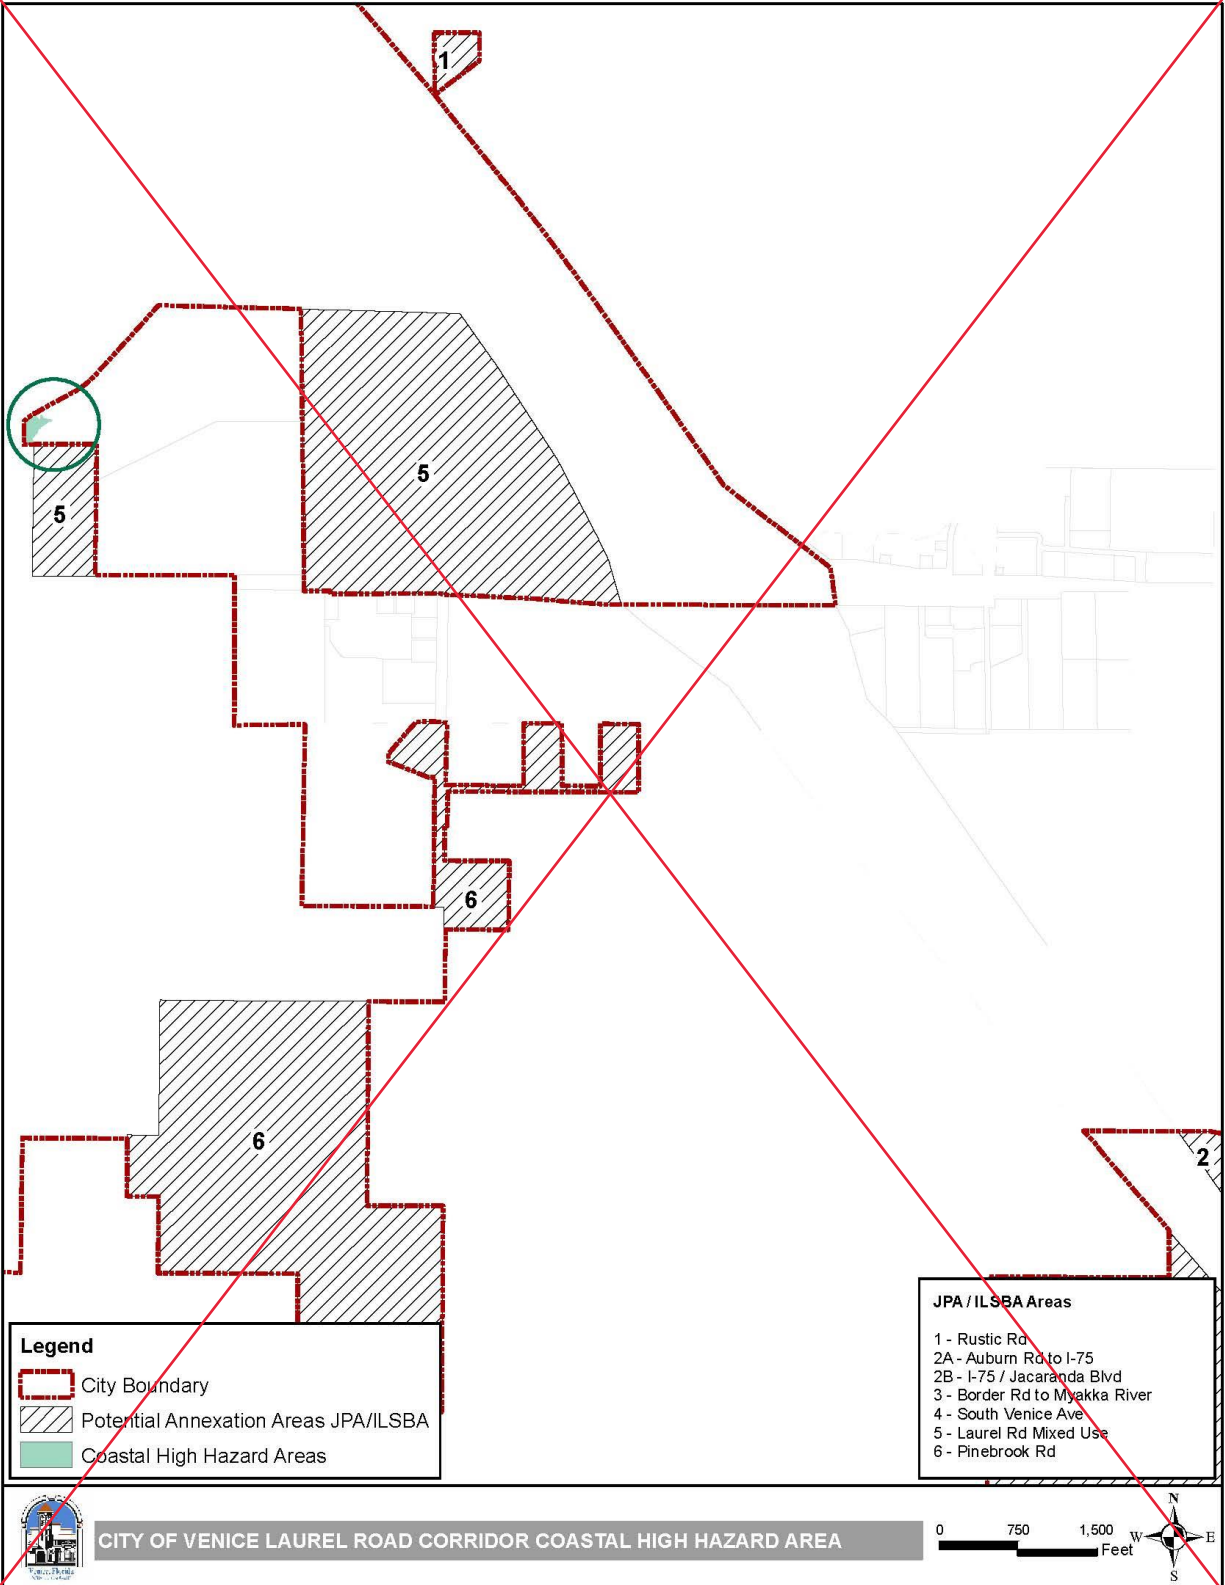 1
5
5
6
6
2
JPA / ILSBA Areas
1 - Rustic Rd
2A - Auburn Rd to I-75
2B - I-75 / Jacaranda Blvd
3 - Border Rd to Myakka River
4 - South Venice Ave
5 - Laurel Rd Mixed Use
6 - Pinebrook Rd
Legend
City Boundary
Potential Annexation Areas JPA/ILSBA
Coastal High Hazard Areas
Venice, Florida
CITY OF VENICE LAUREL ROAD CORRIDOR COASTAL HIGH HAZARD AREA
0 750 1,500
Feet
N
W E
S